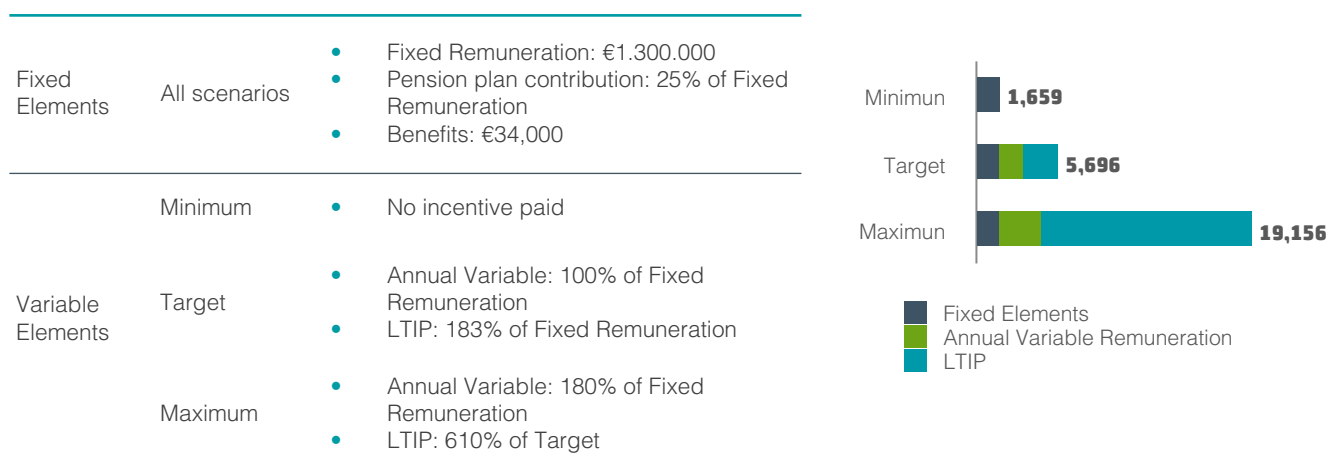 Fixed
Elements
All scenarios
• Fixed Remuneration: €1.300.000
• Pension plan contribution: 25% of Fixed
Remuneration
• Benefits: €34,000
Variable
Elements
Minimum
• No incentive paid
Target
• Annual Variable: 100% of Fixed
Remuneration
• LTIP: 183% of Fixed Remuneration
Maximum
• Annual Variable: 180% of Fixed
Remuneration
• LTIP: 610% of Target
Minimun 1,659
Target 5,696
Maximun 19,156
Fixed Elements
Annual Variable Remuneration
LTIP